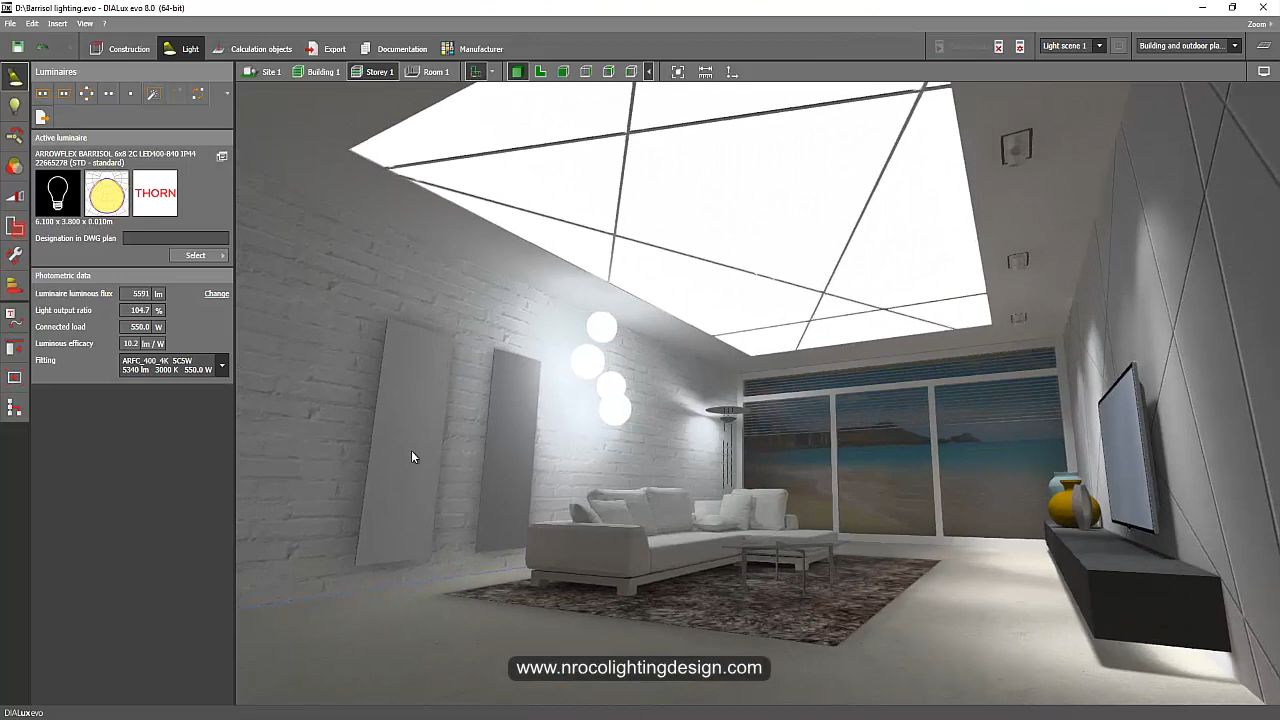 D:\Barrisol lighting.evo - DIALux evo 8.0 (64-bit)
File Edit Insert View ?
Zoom
Construction Light Calculation objects Export Documentation Manufacturer
Light scene 1
Building and outdoor pla...
Luminaires
Site 1 Building 1 Storey 1 Room 1
Active luminaire
ARROWFLEX BARRISOL 6x8 2C LED400-840 IP44
22665278 (STD - standard)
THORN
6.100 x 3.800 x 0.010m
Designation in DWG plan
Select
Photometric data
Luminaire luminous flux 5591 lm Change
Light output ratio 104.7 %
Connected load 550.0 W
Luminous efficacy 10.2 lm / W
Fitting ARFC_400_4K SCSW
5340 lm 3000 K 550.0 W
www.nrocolightingdesign.com
DIALux evo